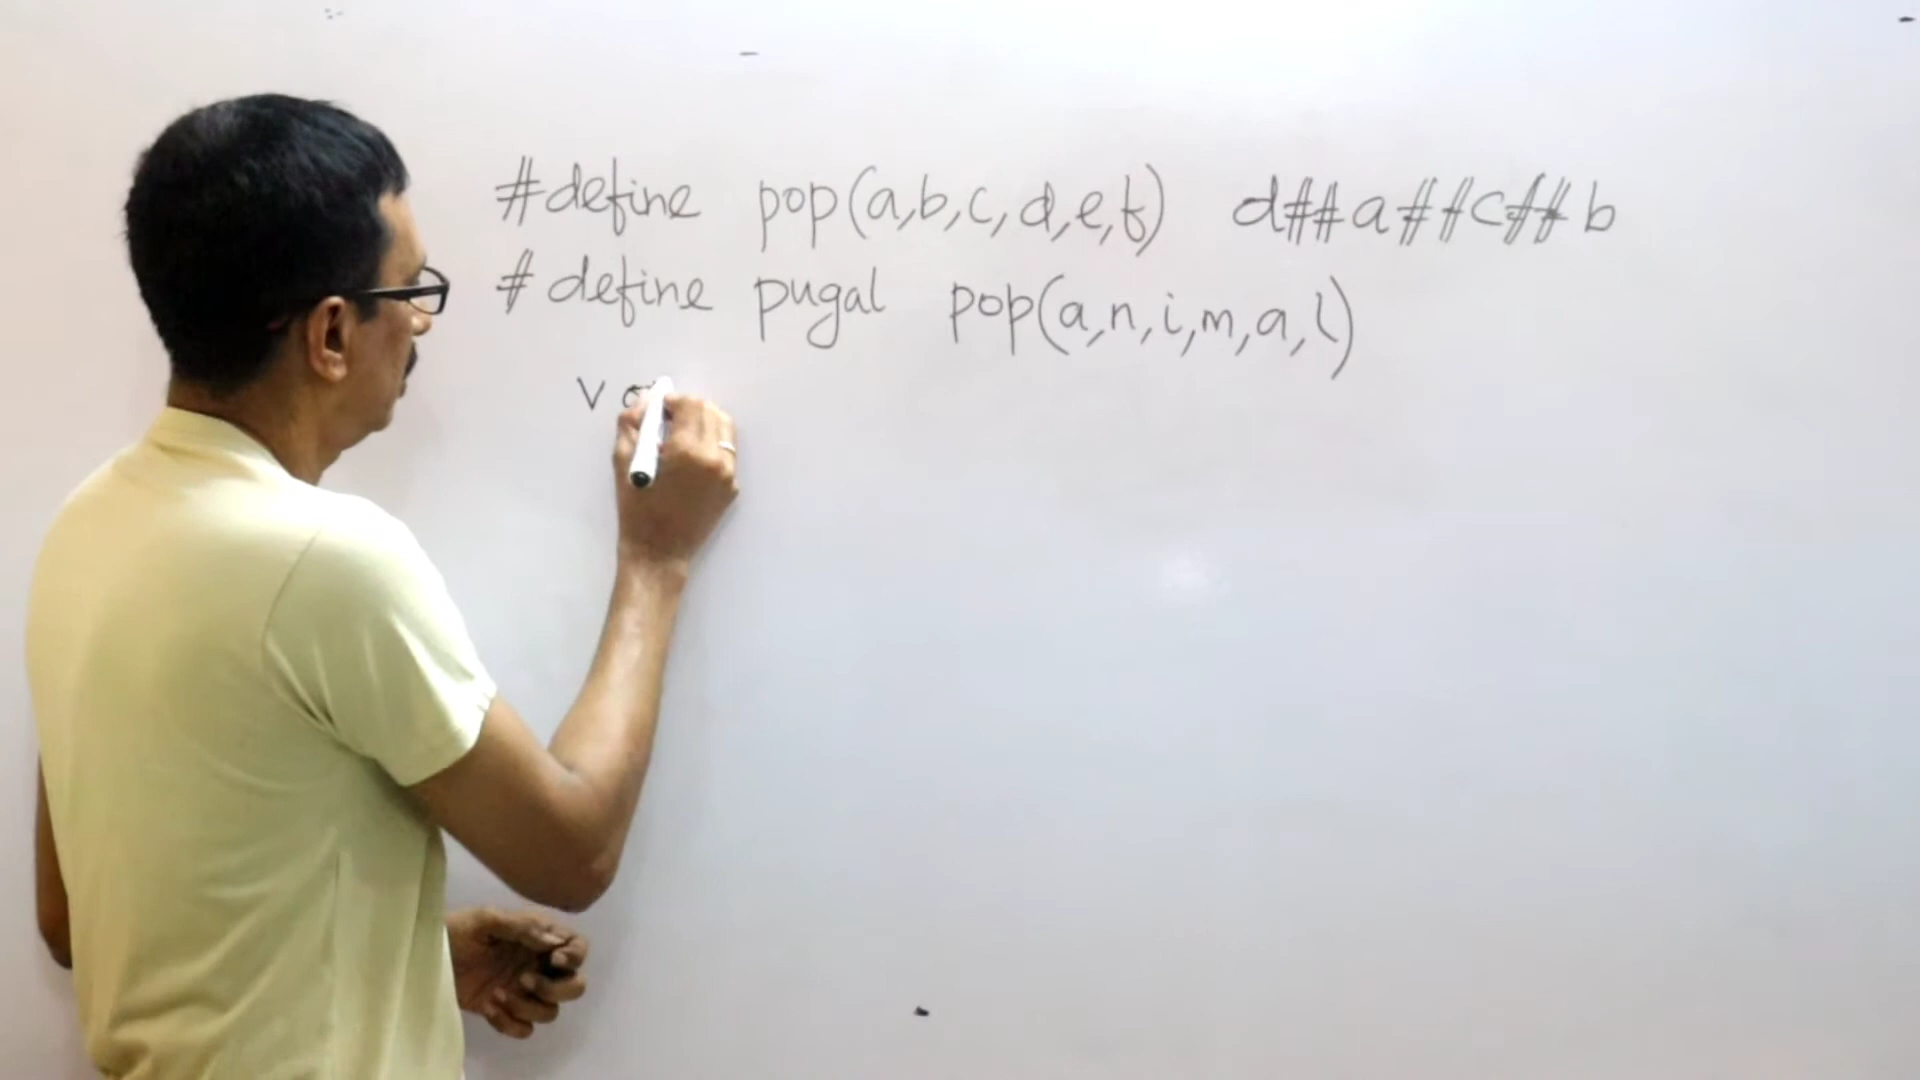 #define pop(a,b,c,d,e,f) d##a##c##b
# define pugal pop(a,n,i,m,a,l)